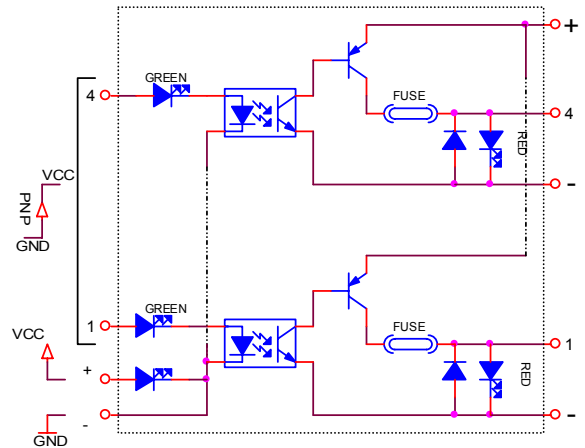 +
GREEN
4
FUSE
4
RED
VCC
PNP
GND
-
GREEN
1
FUSE
1
VCC
+
RED
-
-
GND